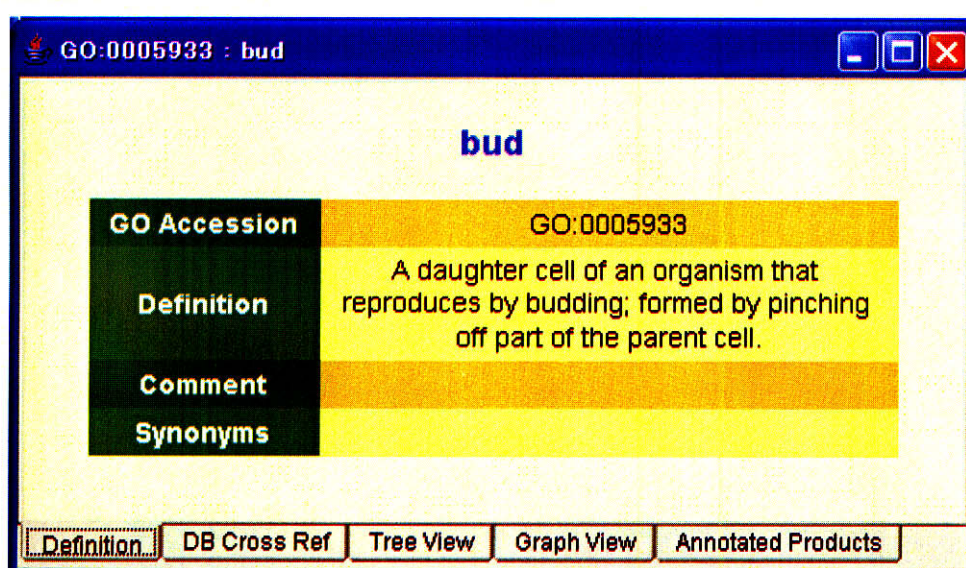 GO:0005933 : bud
bud
GO Accession GO:0005933
Definition A daughter cell of an organism that
reproduces by budding; formed by pinching
off part of the parent cell.
Comment
Synonyms
Definition DB Cross Ref Tree View Graph View Annotated Products